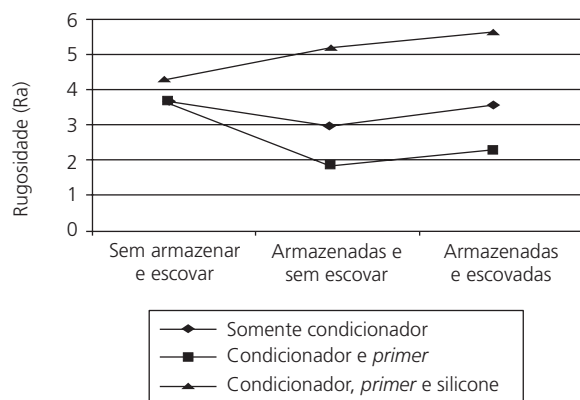 Rugosidade (Ra)
6
5
4
3
2
1
0
Sem armazenar
e escovar
Armazenadas e
sem escovar
Armazenadas
e escovadas
Somente condicionador
Condicionador e primer
Condicionador, primer e silicone